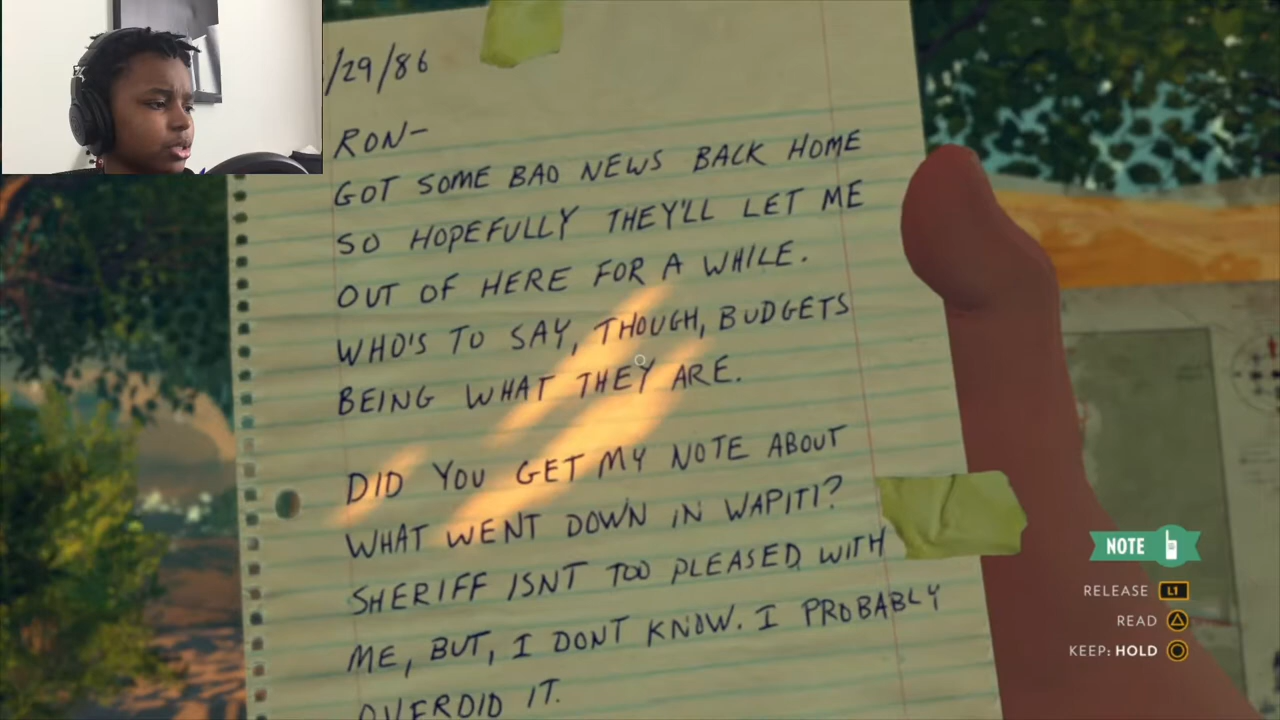 /29/86
RON-
GOT SOME BAD NEWS BACK HOME
SO HOPEFULLY THEY'LL LET ME
OUT OF HERE FOR A WHILE.
WHO'S TO SAY, THOUGH, BUDGETS
BEING WHAT THEY ARE.
DID YOU GET MY NOTE ABOUT
WHAT WENT DOWN IN WAPITI?
SHERIFF ISNT TOO PLEASED WITH
ME, BUT, I DONT KNOW. I PROBABLY
OVERDID IT.
NOTE
RELEASE L1
READ
KEEP: HOLD